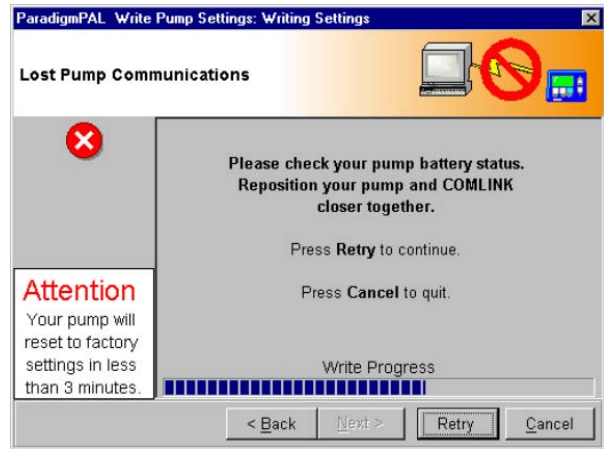 ParadigmPAL Write Pump Settings: Writing Settings
Lost Pump Communications
Please check your pump battery status.
Reposition your pump and COMLINK
closer together.
Press Retry to continue.
Press Cancel to quit.
Attention
Your pump will
reset to factory
settings in less
than 3 minutes.
Write Progress
< Back
Next >
Retry
Cancel